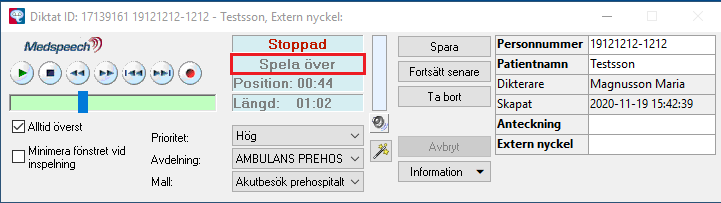 Diktat ID: 17139161 19121212-1212 - Testsson, Extern nyckel:
Medspeech
Stoppad
Spela över
Position: 00:44
Längd: 01:02
Alltid överst
Minimera fönstret vid
inspelning
Prioritet:
Hög
Avdelning:
AMBULANS PREHOS
Mall:
Akutbesök prehospitalt
Spara
Fortsätt senare
Ta bort
Avbryt
Information
Personnummer 19121212-1212
Patientnamn Testsson
Dikterare Magnusson Maria
Skapat 2020-11-19 15:42:39
Anteckning
Extern nyckel